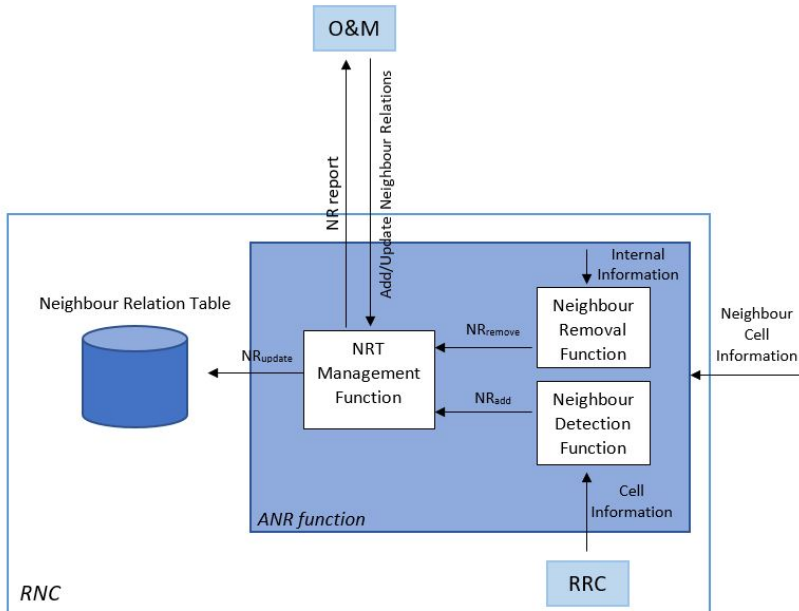 O&M
NR report
Add/Update Neighbour Relations
Internal
Information
Neighbour Relation Table
Neighbour
Removal
Function
Neighbour
Cell
Information
NRremove
NRT
Management
Function
NRupdate
NRadd
Neighbour
Detection
Function
Cell
Information
ANR function
RRC
RNC